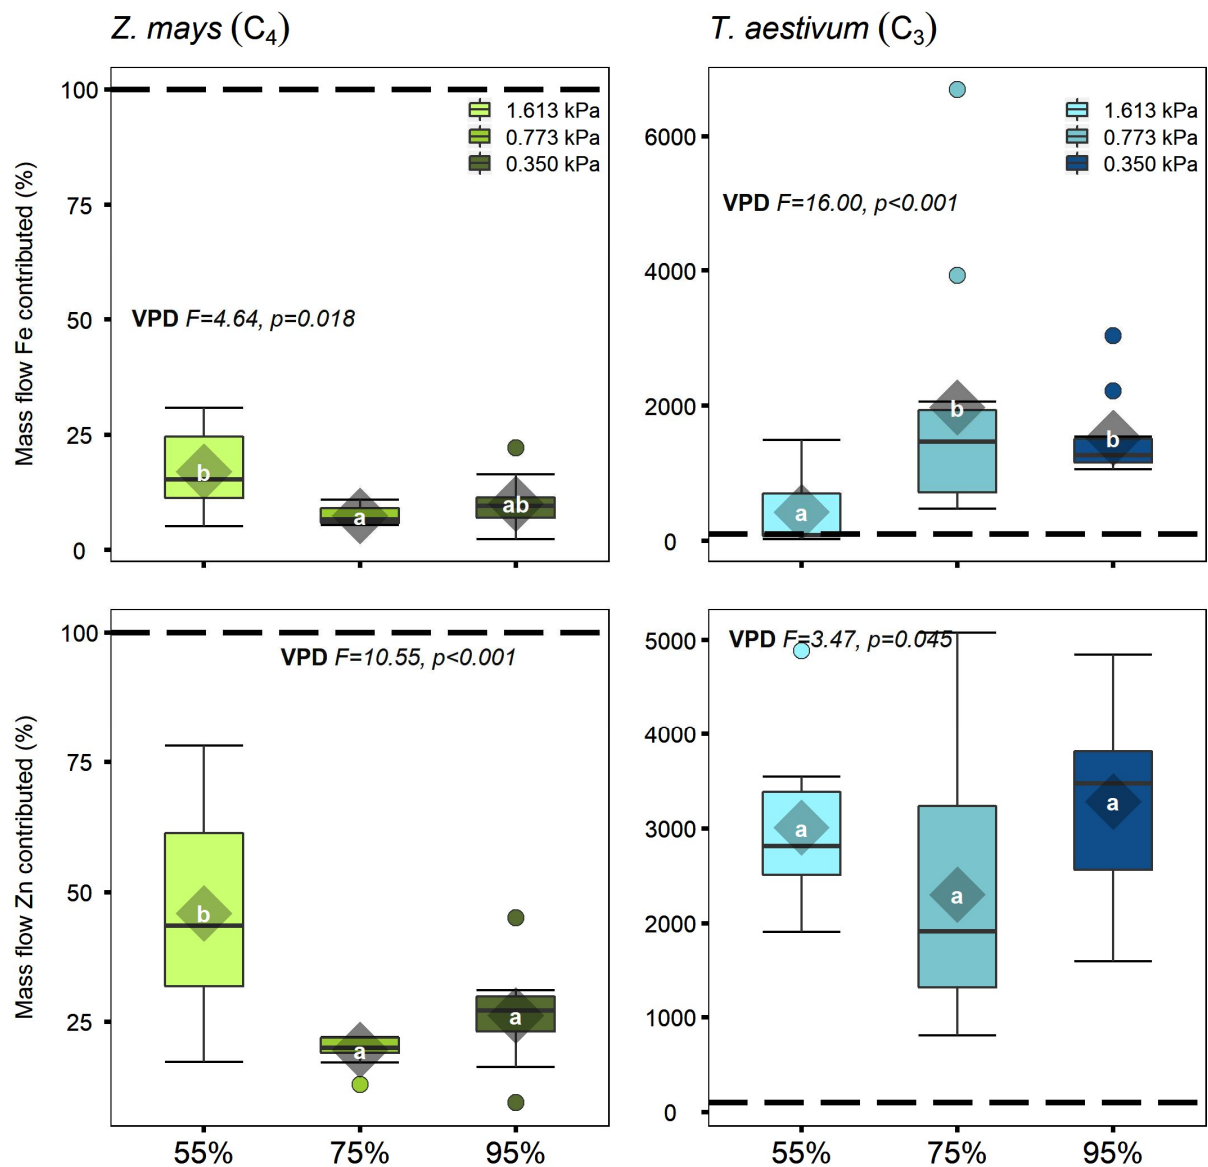 Z. mays (C₄)
T. aestivum (C₃)
Mass flow Fe contributed (%)
100
75
50
25
0
1.613 kPa
0.773 kPa
0.350 kPa
VPD F=4.64, p=0.018
b
a
ab
6000
4000
2000
0
1.613 kPa
0.773 kPa
0.350 kPa
VPD F=16.00, p<0.001
a
b
b
Mass flow Zn contributed (%)
100
75
50
25
VPD F=10.55, p<0.001
b
a
a
55%
75%
95%
5000
4000
3000
2000
1000
0
VPD F=3.47, p=0.045
a
a
a
55%
75%
95%